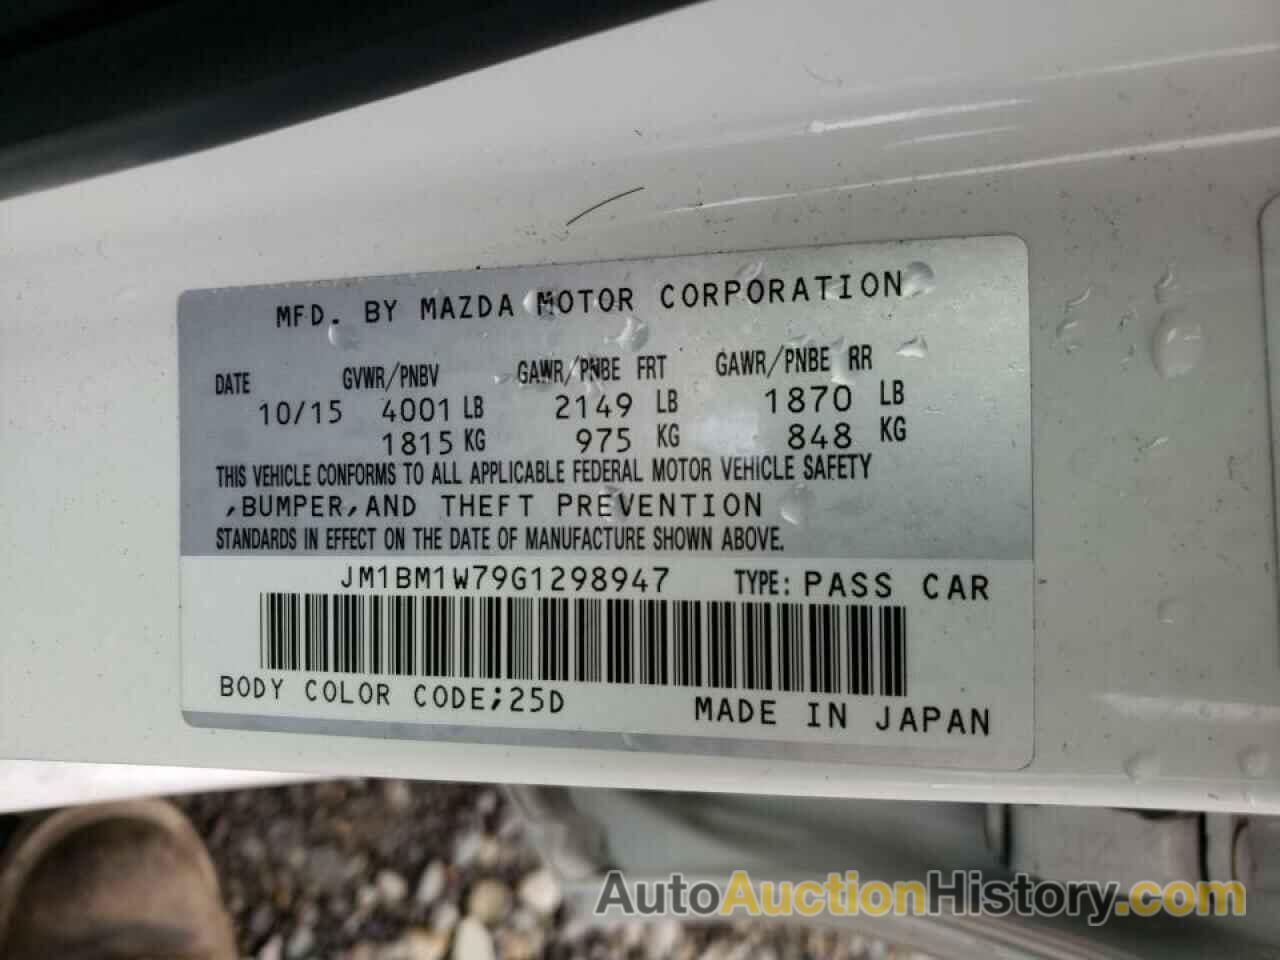 MFD. BY MAZDA MOTOR CORPORATION
DATE GVWR/PNBV GAWR/PNBE FRT GAWR/PNBE RR
10/15 4001 LB 2149 LB 1870 LB
1815 KG 975 KG 848 KG
THIS VEHICLE CONFORMS TO ALL APPLICABLE FEDERAL MOTOR VEHICLE SAFETY
,BUMPER,AND THEFT PREVENTION
STANDARDS IN EFFECT ON THE DATE OF MANUFACTURE SHOWN ABOVE.
JM1BM1W79G1298947 TYPE: PASS CAR
BODY COLOR CODE;25D MADE IN JAPAN
AutoAuctionHistory.com